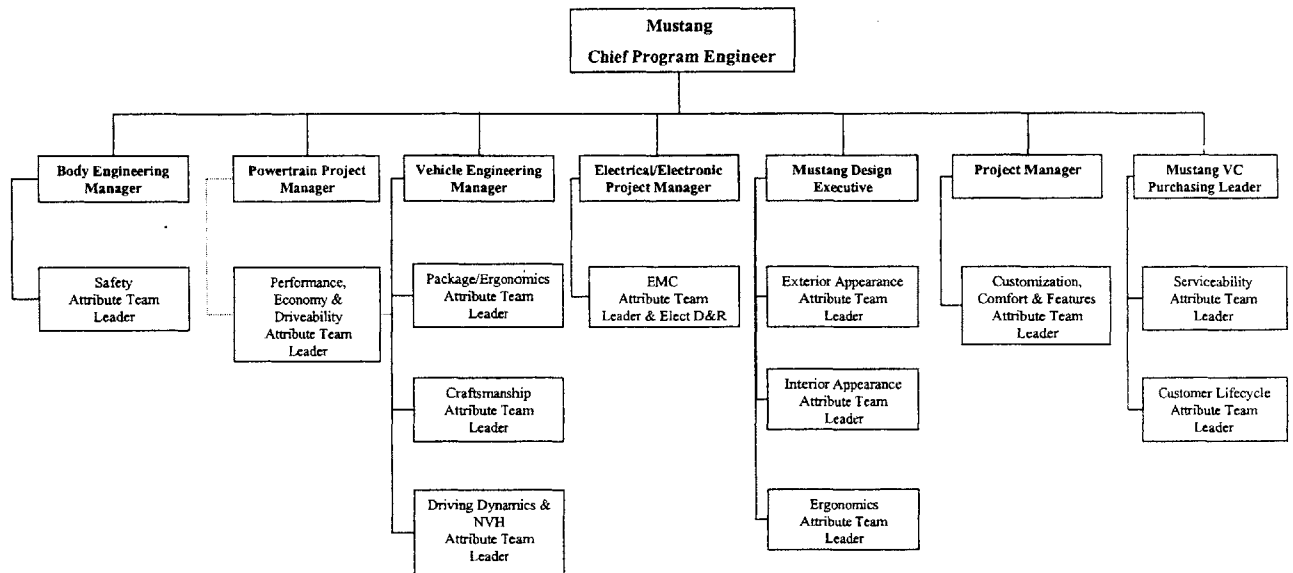 Mustang
Chief Program Engineer
Body Engineering
Manager
Powertrain Project
Manager
Vehicle Engineering
Manager
Electrical/Electronic
Project Manager
Mustang Design
Executive
Project Manager
Mustang VC
Purchasing Leader
Safety
Attribute Team
Leader
Performance,
Economy &
Driveability
Attribute Team
Leader
Package/Ergonomics
Attribute Team
Leader
EMC
Attribute Team
Leader & Elect D&R
Exterior Appearance
Attribute Team
Leader
Customization,
Comfort & Features
Attribute Team
Leader
Serviceability
Attribute Team
Leader
Craftsmanship
Attribute Team
Leader
Interior Appearance
Attribute Team
Leader
Customer Lifecycle
Attribute Team
Leader
Driving Dynamics &
NVH
Attribute Team
Leader
Ergonomics
Attribute Team
Leader